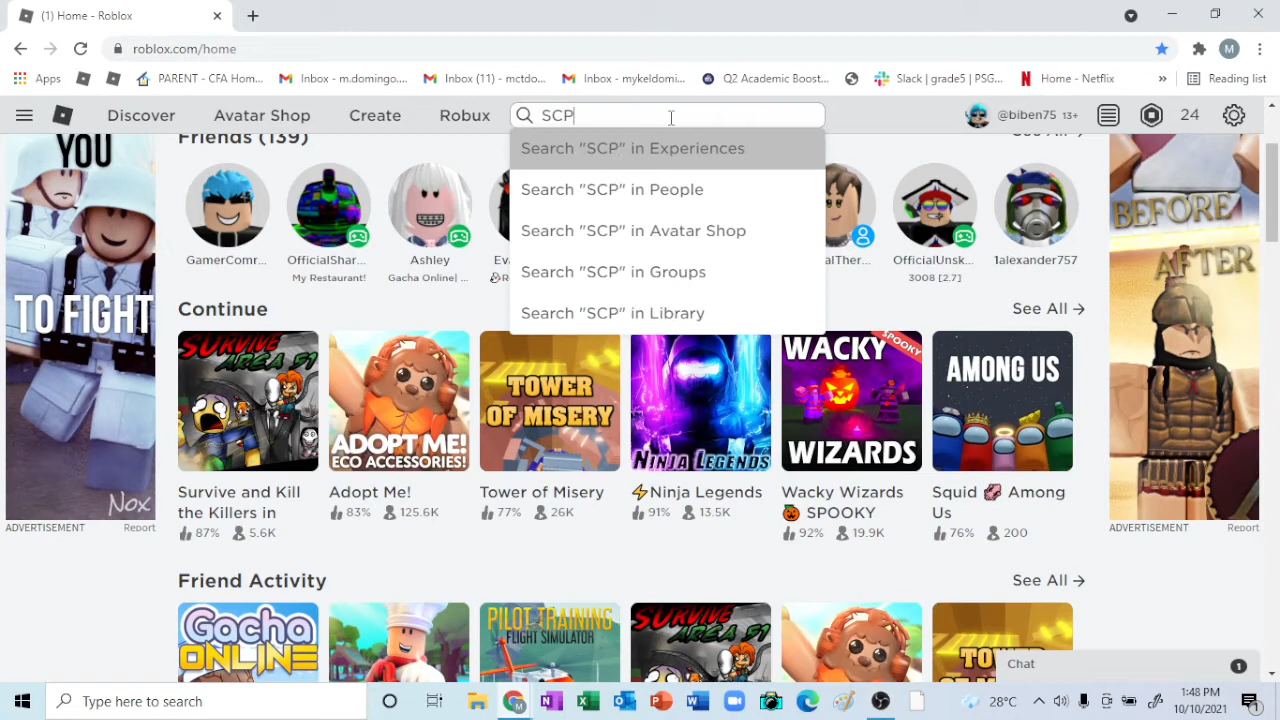 (1) Home - Roblox
roblox.com/home
Apps
PARENT - CFA Hom...
Inbox - m.domingo....
Inbox (11) - mctdo...
Inbox - mykeldomi...
Q2 Academic Boost...
Slack | grade5 | PSG...
Home - Netflix
»
Reading list
Discover
Avatar Shop
Create
Robux
SCP
@biben75 13+
24
Search "SCP" in Experiences
Search "SCP" in People
Search "SCP" in Avatar Shop
Search "SCP" in Groups
Search "SCP" in Library
YOU
TO FIGHT
Nox
ADVERTISEMENT
Report
Friends (139)
GamerComr...
OfficialShar...
My Restaurant!
Ashley
Gacha Online| ...
OfficialUnsk...
3008 [2.7]
1alexander757
BEFORE
AFTER
ADVERTISEMENT
Report
Continue
See All →
SURVIVE
AREA 51
ADOPT ME!
ECO ACCESSORIES!
TOWER
OF MISERY
NINJA LEGENDS
WACKY
SPOOKY
WIZARDS
AMONG
US
Survive and Kill
the Killers in
87% 5.6K
Adopt Me!
83% 125.6K
Tower of Misery
77% 26K
⚡Ninja Legends
91% 13.5K
Wacky Wizards
🎃 SPOOKY
92% 19.9K
Squid 🦑 Among
Us
76% 200
Friend Activity
See All →
Gacha
ONLINE
PILOT TRAINING
FLIGHT SIMULATOR
SURVIVE
AREA 51
TOWER
Chat
1
Type here to search
28°C
1:48 PM
10/10/2021
1